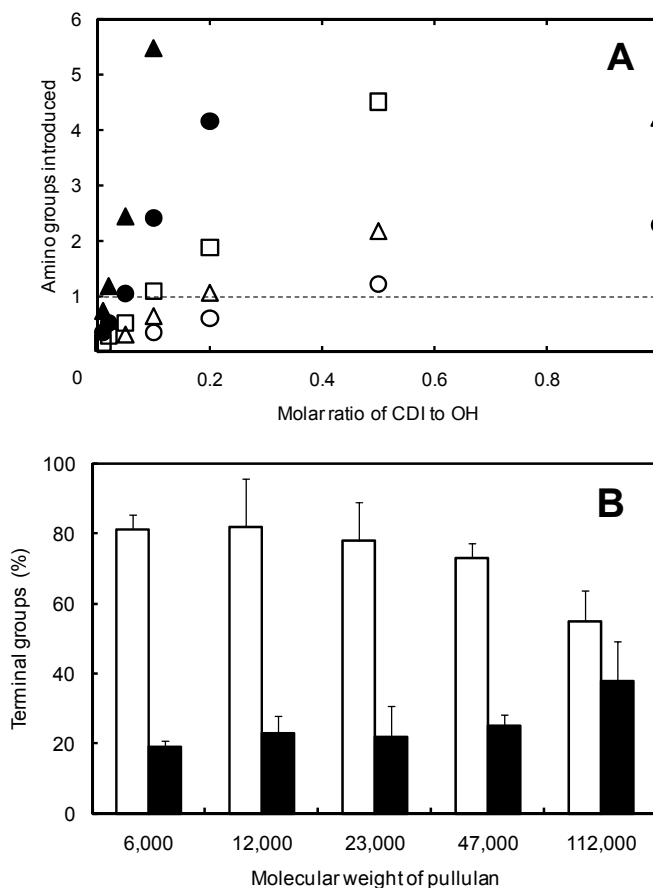 6
A
5
4
3
2
1
0
Amino groups introduced
0.2 0.4 0.6 0.8
Molar ratio of CDI to OH
100
B
80
60
40
20
0
Terminal groups (%)
6,000 12,000 23,000 47,000 112,000
Molecular weight of pullulan